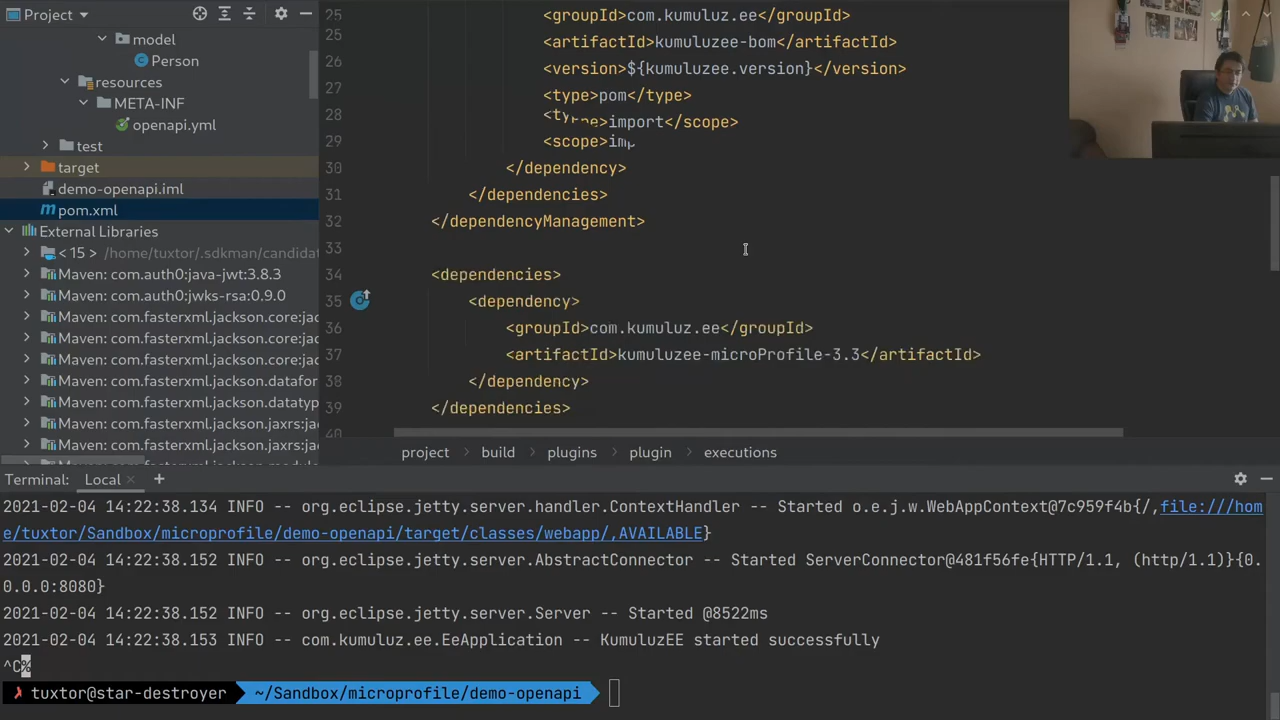 Project
model
Person
resources
META-INF
openapi.yml
test
target
demo-openapi.iml
pom.xml
External Libraries
< 15 > /home/tuxtor/.sdkman/candidat
Maven: com.auth0:java-jwt:3.8.3
Maven: com.auth0:jwks-rsa:0.9.0
Maven: com.fasterxml.jackson.core:jac
Maven: com.fasterxml.jackson.core:jac
Maven: com.fasterxml.jackson.core:jac
Maven: com.fasterxml.jackson.datafor
Maven: com.fasterxml.jackson.datatyp
Maven: com.fasterxml.jackson.jaxrs:ja
Maven: com.fasterxml.jackson.jaxrs:ja
25 <groupId>com.kumuluz.ee</groupId>
25 <artifactId>kumuluzee-bom</artifactId>
26 <version>${kumuluzee.version}</version>
27 <type>pom</type>
28 import</scope>
29 <scope>
30 </dependency>
31 </dependencies>
32 </dependencyManagement>
33
34 <dependencies>
35 <dependency>
36 <groupId>com.kumuluz.ee</groupId>
37 <artifactId>kumuluzee-microProfile-3.3</artifactId>
38 </dependency>
39 </dependencies>
40
project build plugins plugin executions
Terminal: Local × +
2021-02-04 14:22:38.134 INFO -- org.eclipse.jetty.server.handler.ContextHandler -- Started o.e.j.w.WebAppContext@7c959f4b{/,file:///hom
e/tuxtor/Sandbox/microprofile/demo-openapi/target/classes/webapp/,AVAILABLE}
2021-02-04 14:22:38.152 INFO -- org.eclipse.jetty.server.AbstractConnector -- Started ServerConnector@481f56fe{HTTP/1.1, (http/1.1)}{0.
0.0.0:8080}
2021-02-04 14:22:38.152 INFO -- org.eclipse.jetty.server.Server -- Started @8522ms
2021-02-04 14:22:38.153 INFO -- com.kumuluz.ee.EeApplication -- KumuluzEE started successfully
^C%
✗ tuxtor@star-destroyer ~/Sandbox/microprofile/demo-openapi